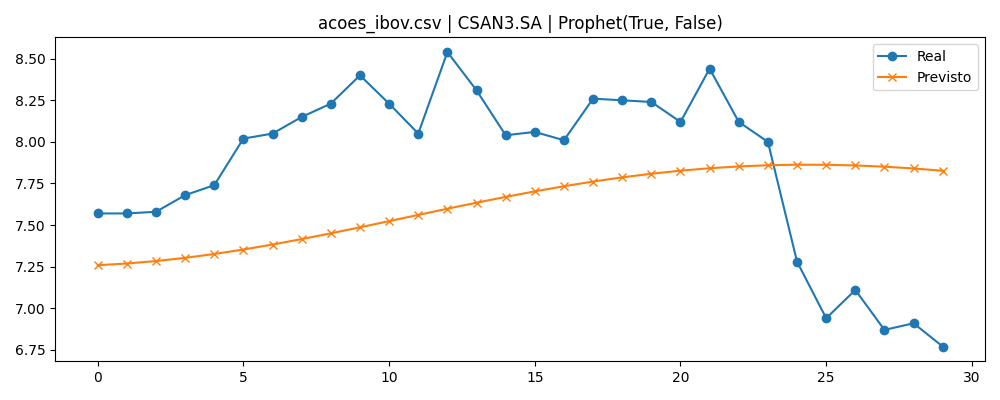 acoes_ibov.csv | CSAN3.SA | Prophet(True, False)
Real
Previsto
8.50
8.25
8.00
7.75
7.50
7.25
7.00
6.75
0 5 10 15 20 25 30